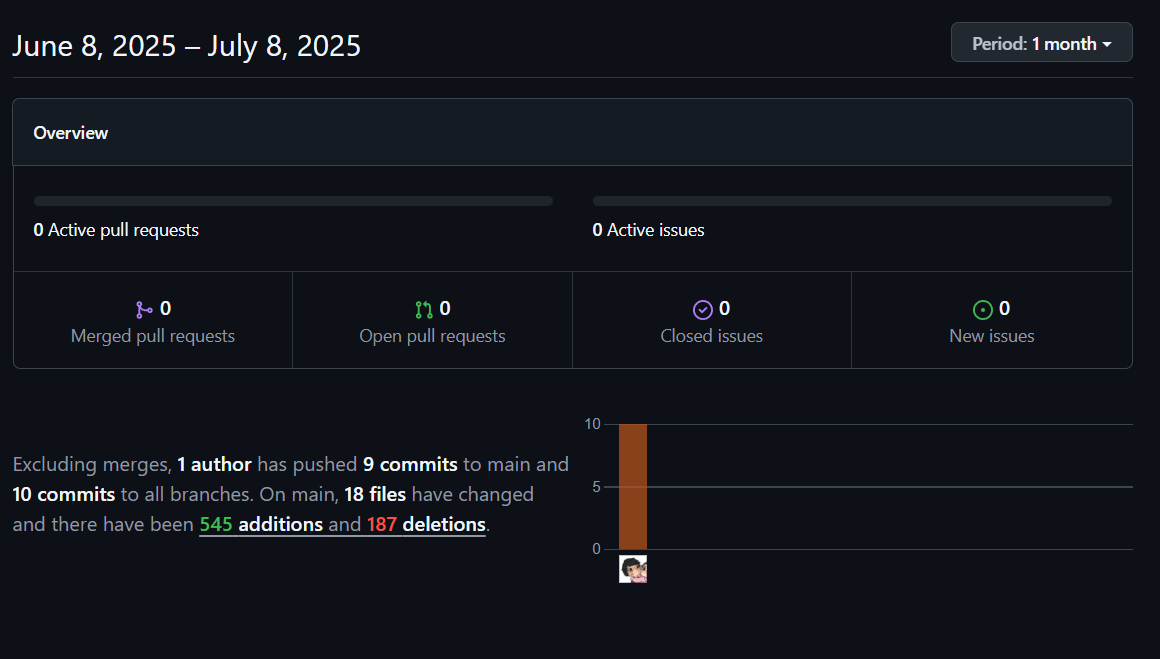 June 8, 2025 – July 8, 2025
Period: 1 month
Overview
0 Active pull requests
0 Active issues
0
Merged pull requests
0
Open pull requests
0
Closed issues
0
New issues
Excluding merges, 1 author has pushed 9 commits to main and
10 commits to all branches. On main, 18 files have changed
and there have been 545 additions and 187 deletions.
10
5
0